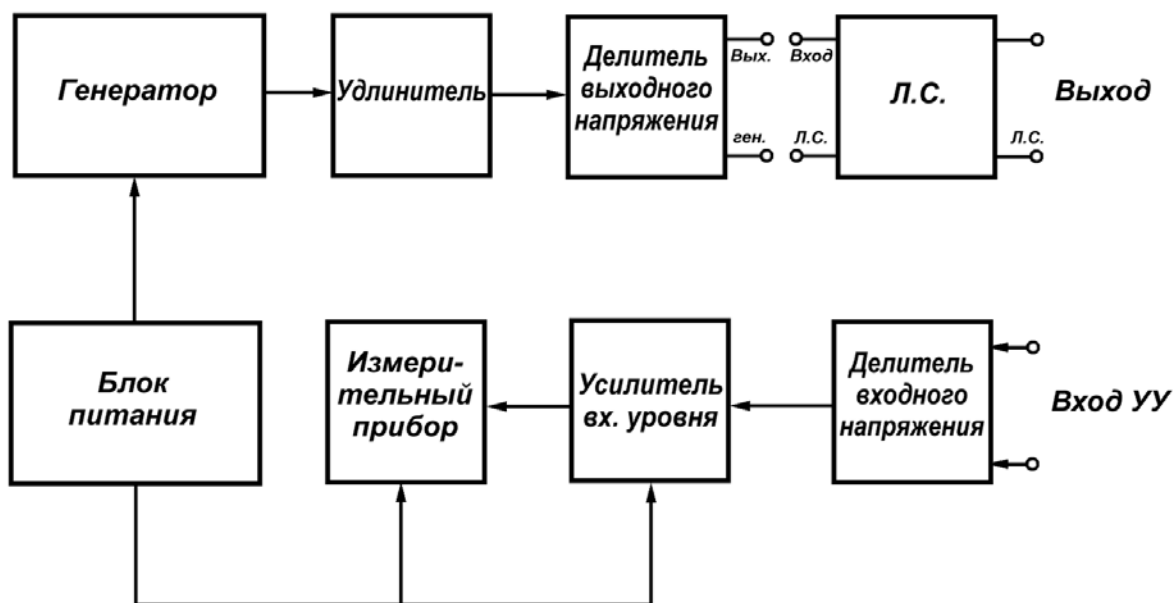 Генератор
Удлинитель
Делитель
выходного
напряжения
Вых.
ген.
Вход
Л.С.
Л.С.
Выход
Л.С.
Блок
питания
Измери-
тельный
прибор
Усилитель
вх. уровня
Делитель
входного
напряжения
Вход УУ